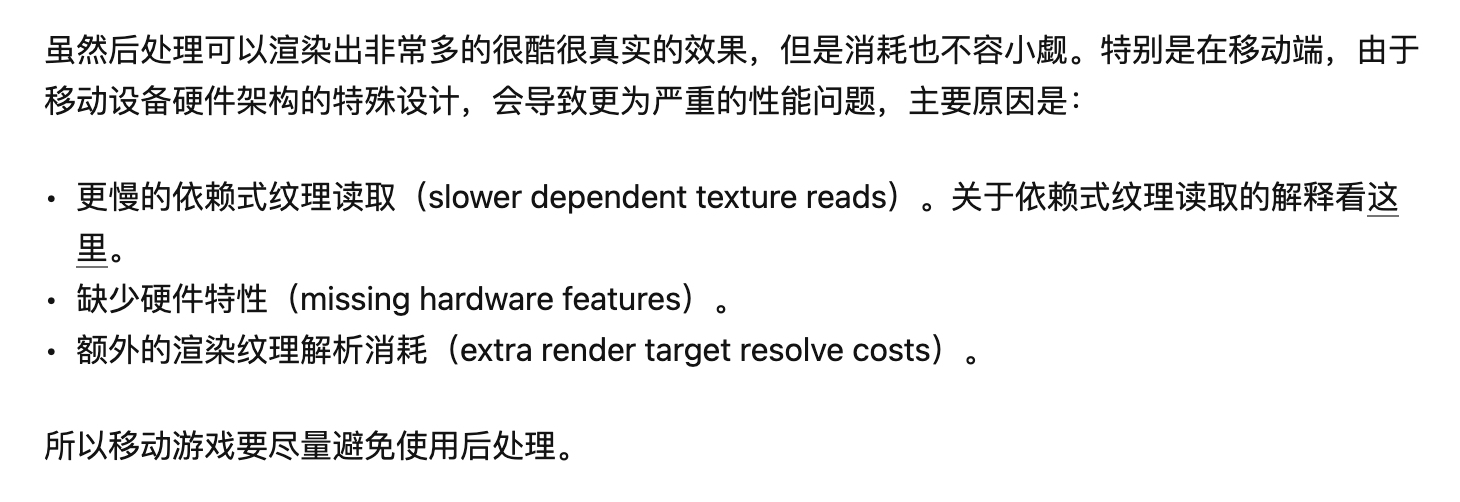 虽然后处理可以渲染出非常多的很酷很真实的效果，但是消耗也不容小觑。特别是在移动端，由于
移动设备硬件架构的特殊设计，会导致更为严重的性能问题，主要原因是：
• 更慢的依赖式纹理读取（slower dependent texture reads）。关于依赖式纹理读取的解释看这
里。
• 缺少硬件特性（missing hardware features）。
• 额外的渲染纹理解析消耗（extra render target resolve costs）。
所以移动游戏要尽量避免使用后处理。